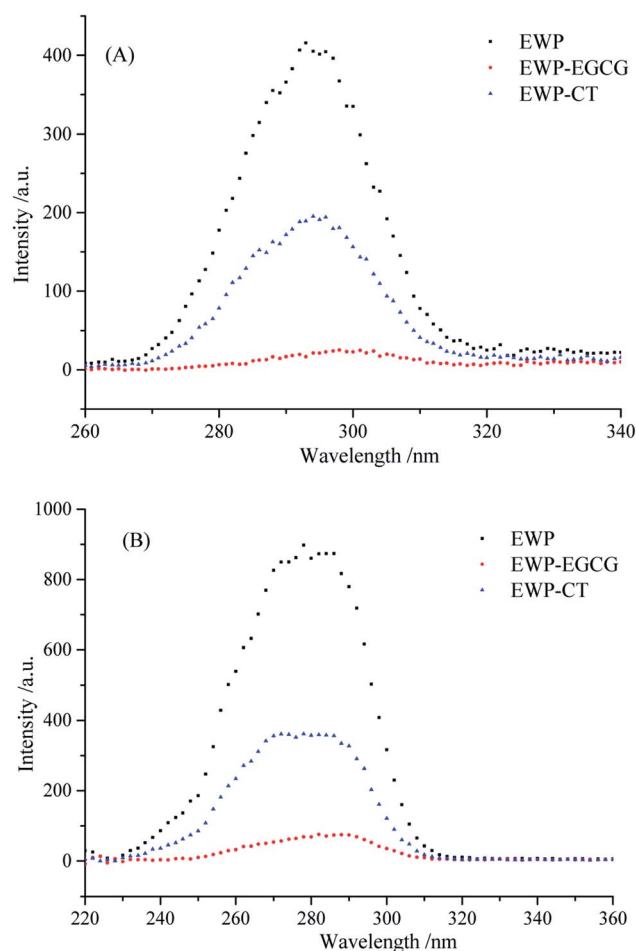 (A)
EWP
EWP-EGCG
EWP-CT
400
300
200
100
0
Intensity /a.u.
260 280 300 320 340
Wavelength /nm
(B)
EWP
EWP-EGCG
EWP-CT
1000
800
600
400
200
0
Intensity /a.u.
220 240 260 280 300 320 340 360
Wavelength /nm